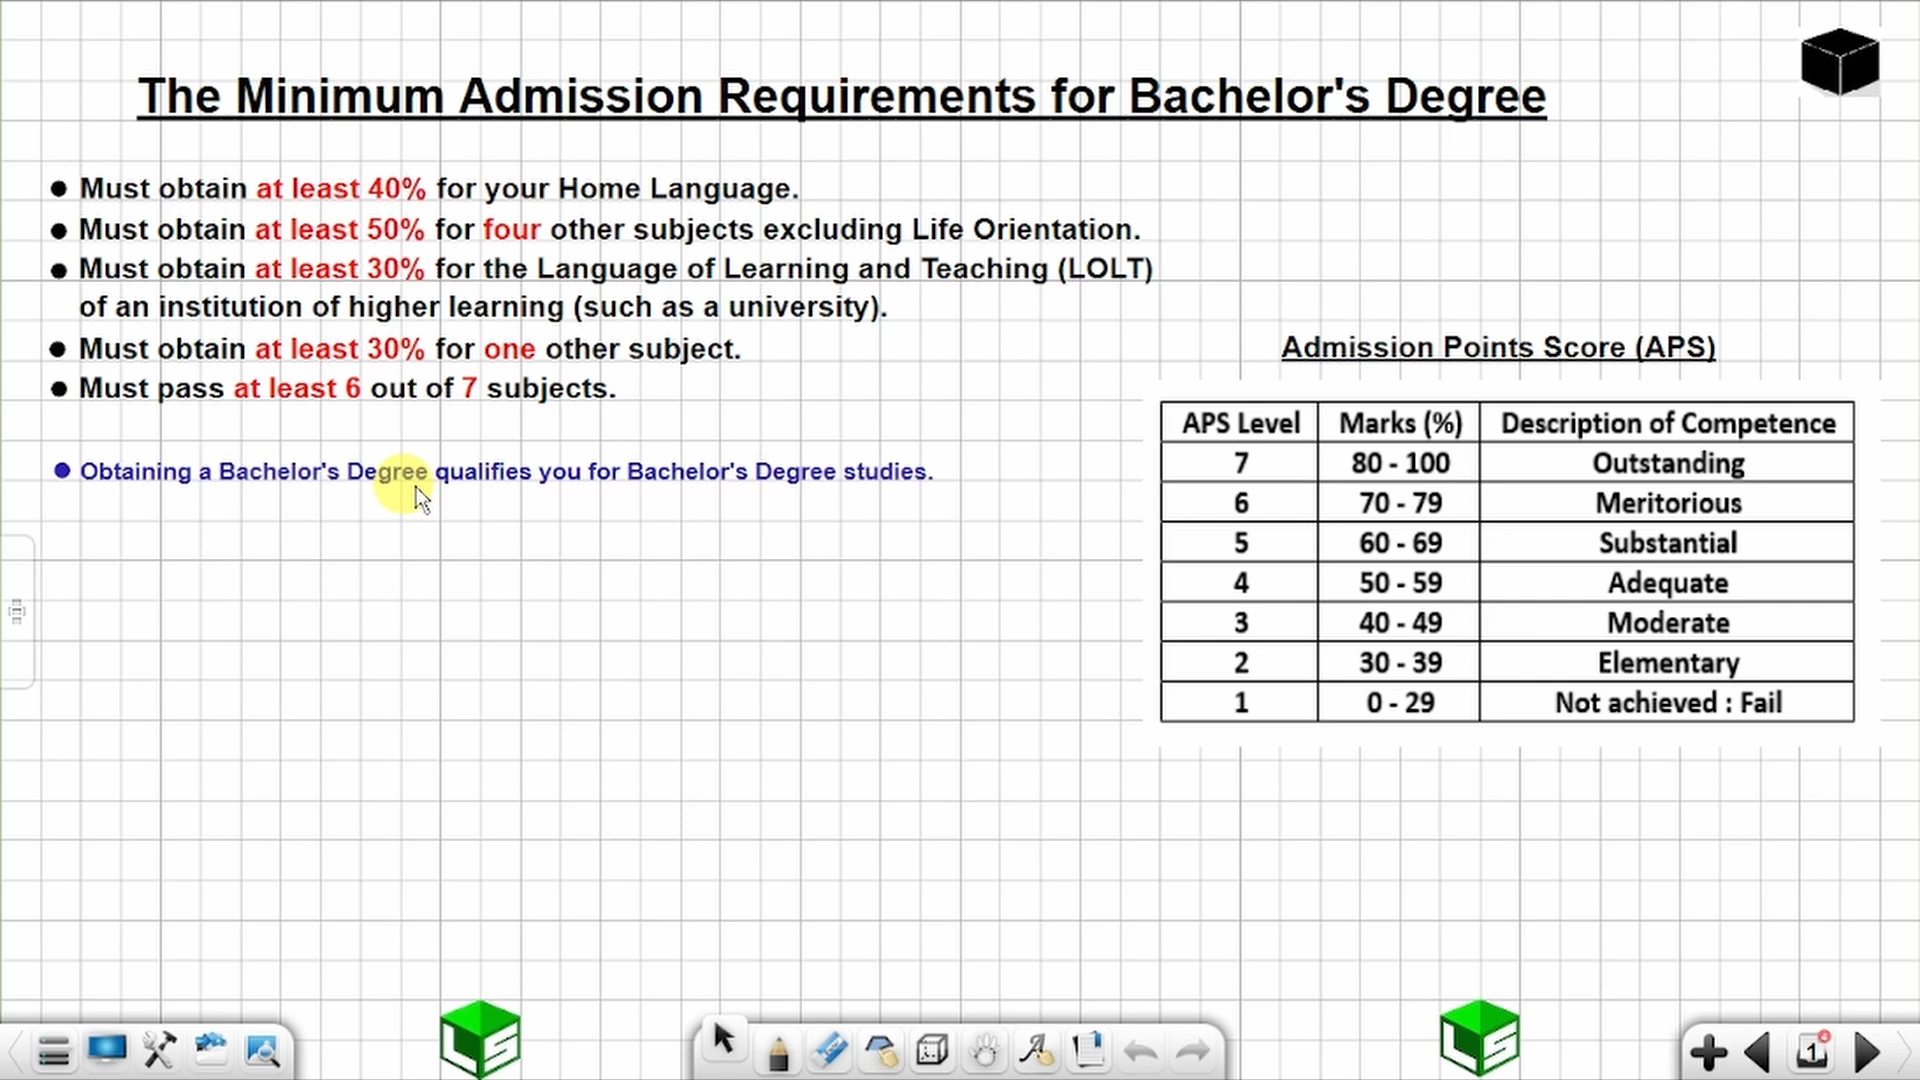 The Minimum Admission Requirements for Bachelor's Degree
● Must obtain at least 40% for your Home Language.
● Must obtain at least 50% for four other subjects excluding Life Orientation.
● Must obtain at least 30% for the Language of Learning and Teaching (LOLT)
of an institution of higher learning (such as a university).
● Must obtain at least 30% for one other subject.
● Must pass at least 6 out of 7 subjects.
● Obtaining a Bachelor's Degree qualifies you for Bachelor's Degree studies.
Admission Points Score (APS)
APS Level Marks (%) Description of Competence
7 80 - 100 Outstanding
6 70 - 79 Meritorious
5 60 - 69 Substantial
4 50 - 59 Adequate
3 40 - 49 Moderate
2 30 - 39 Elementary
1 0 - 29 Not achieved : Fail
LS
LS
1
4